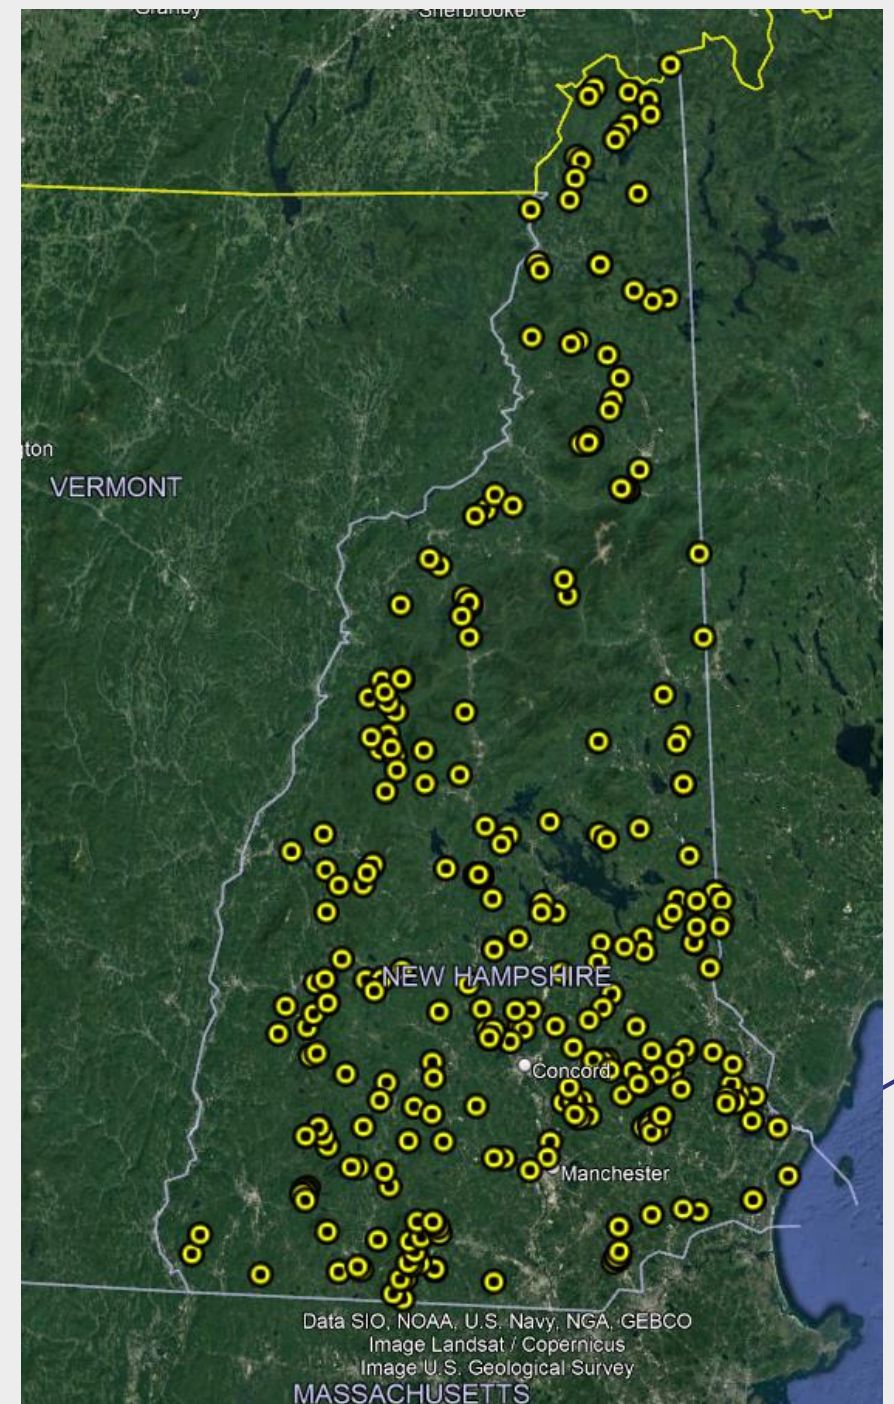 Sherbrooke
gton
VERMONT
NEW HAMPSHIRE
Concord
Manchester
Data SIO, NOAA, U.S. Navy, NGA, GEBCO
Image Landsat / Copernicus
Image U.S. Geological Survey
MASSACHUSETTS